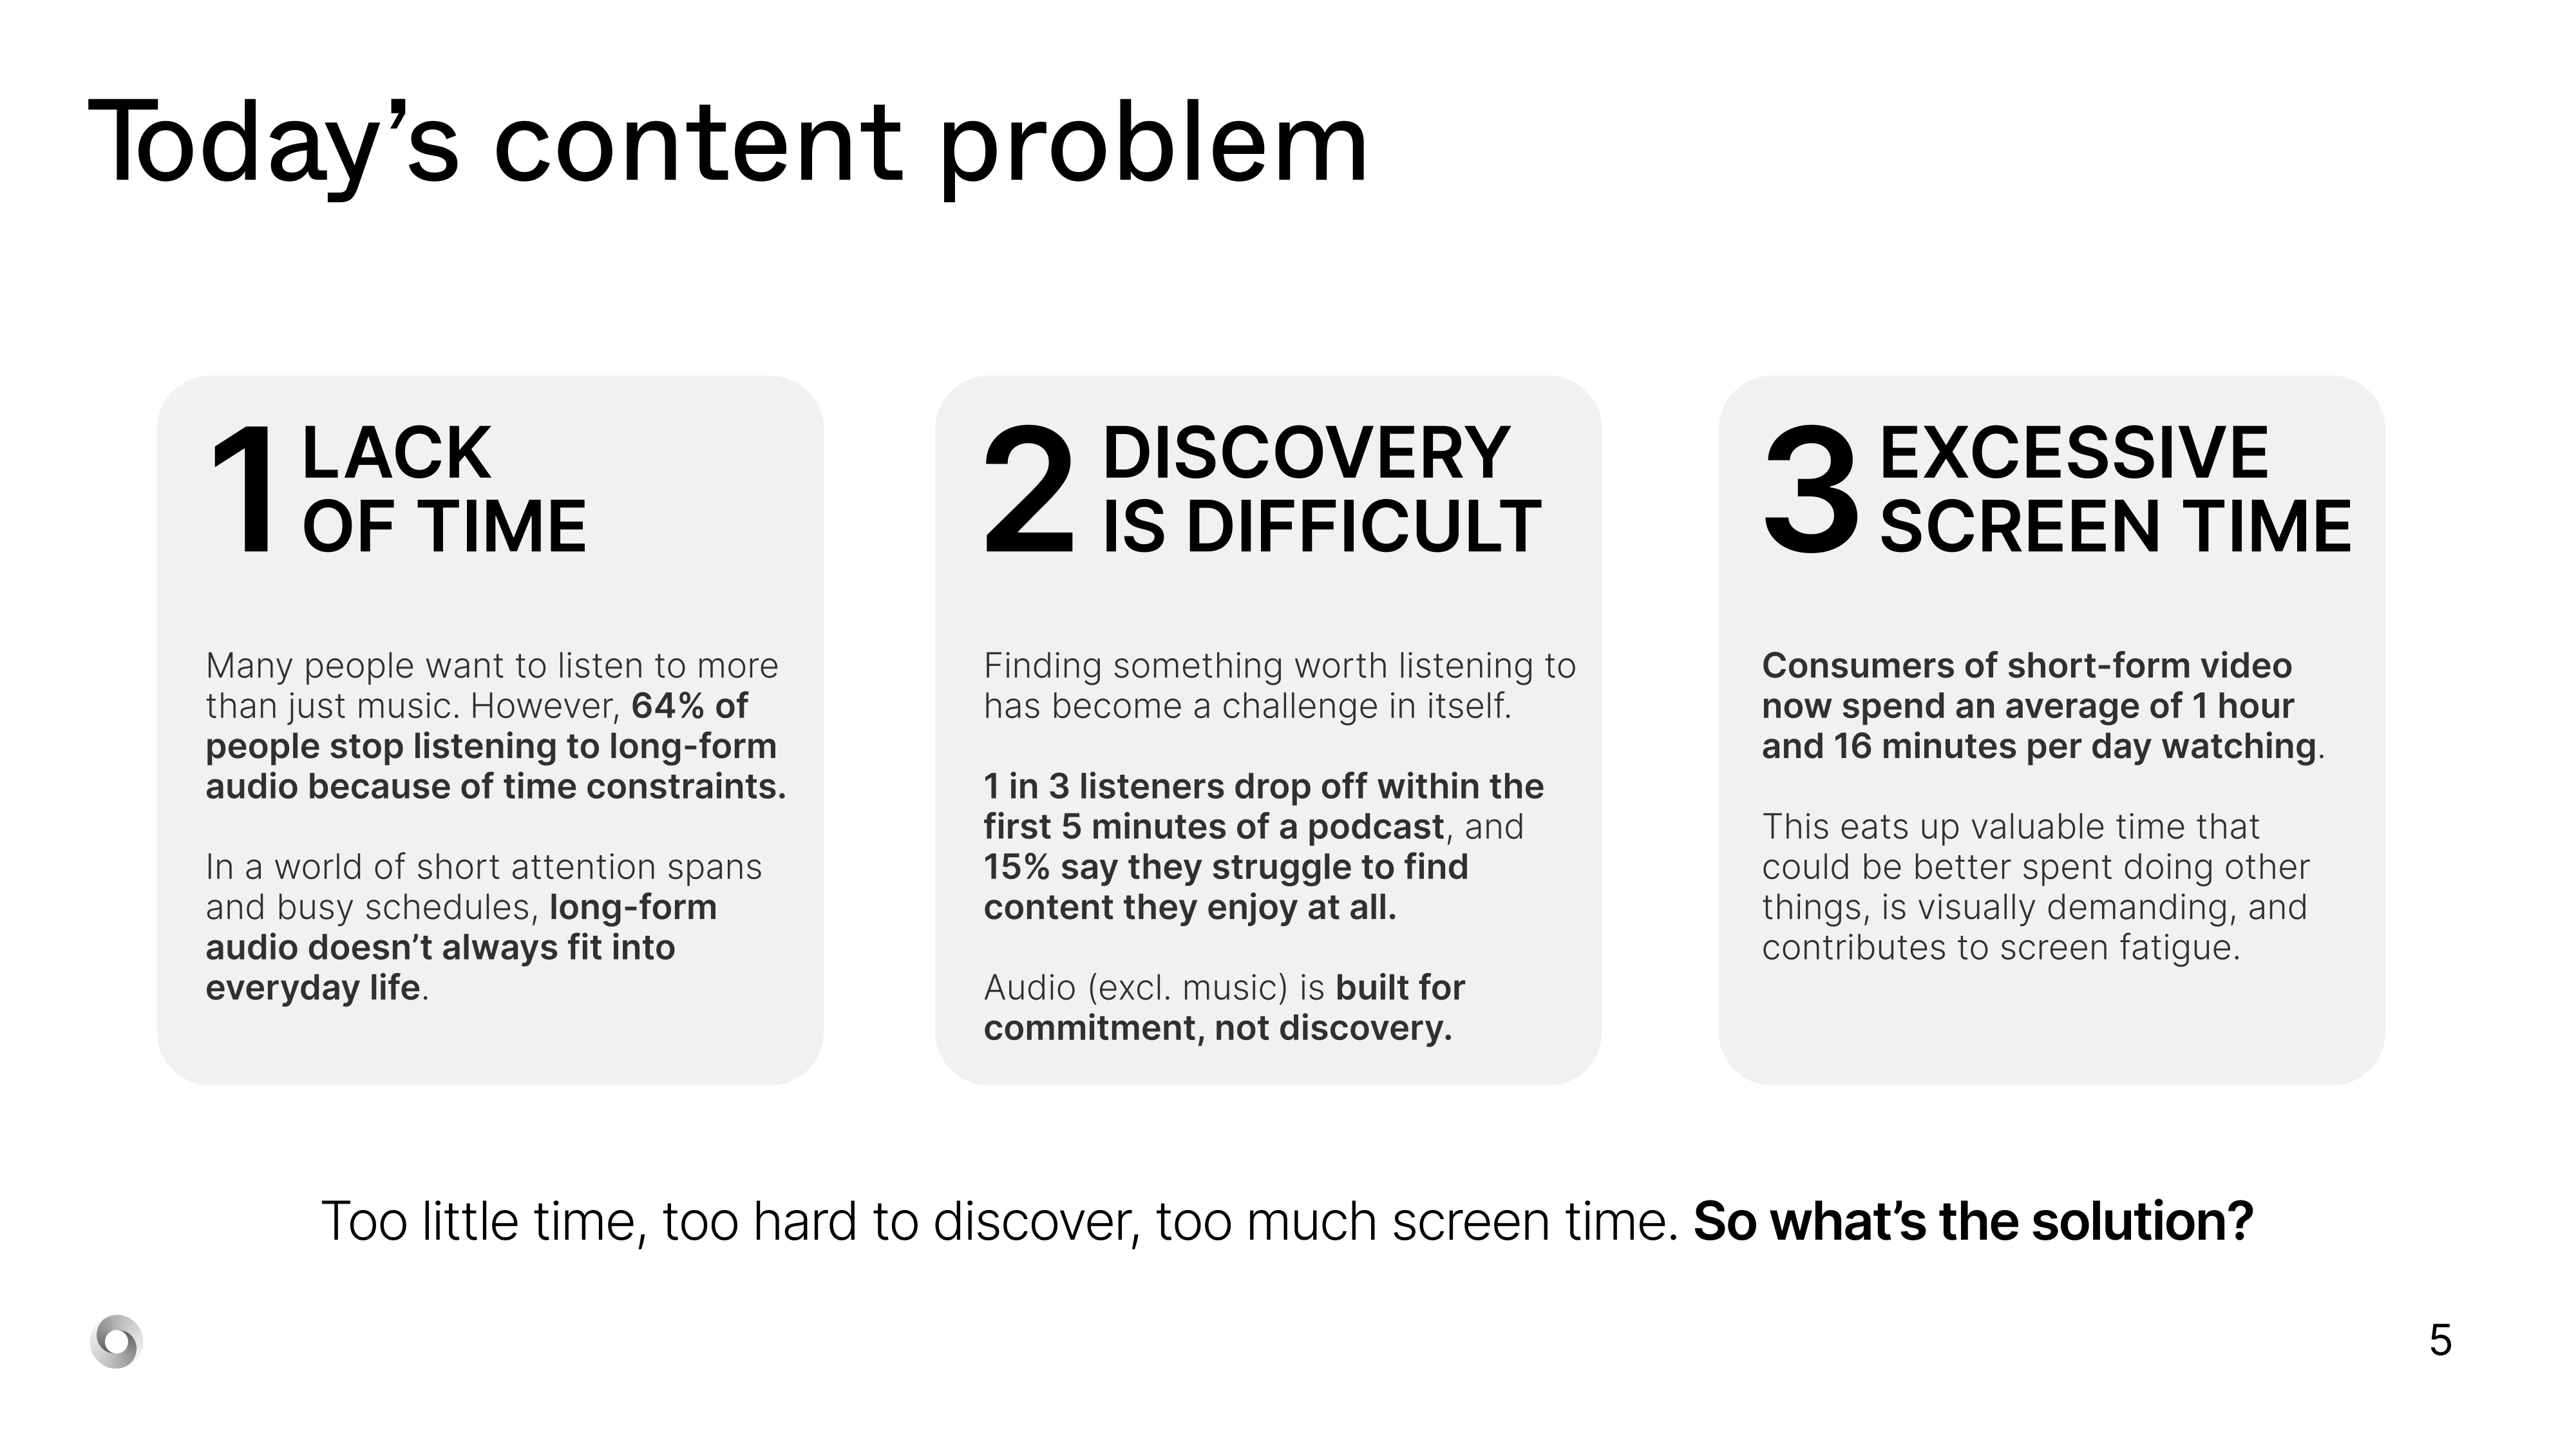 Today’s content problem
1 LACK
OF TIME
Many people want to listen to more
than just music. However, 64% of
people stop listening to long-form
audio because of time constraints.
In a world of short attention spans
and busy schedules, long-form
audio doesn’t always fit into
everyday life.
2 DISCOVERY
IS DIFFICULT
Finding something worth listening to
has become a challenge in itself.
1 in 3 listeners drop off within the
first 5 minutes of a podcast, and
15% say they struggle to find
content they enjoy at all.
Audio (excl. music) is built for
commitment, not discovery.
3 EXCESSIVE
SCREEN TIME
Consumers of short-form video
now spend an average of 1 hour
and 16 minutes per day watching.
This eats up valuable time that
could be better spent doing other
things, is visually demanding, and
contributes to screen fatigue.
Too little time, too hard to discover, too much screen time. So what’s the solution?
5